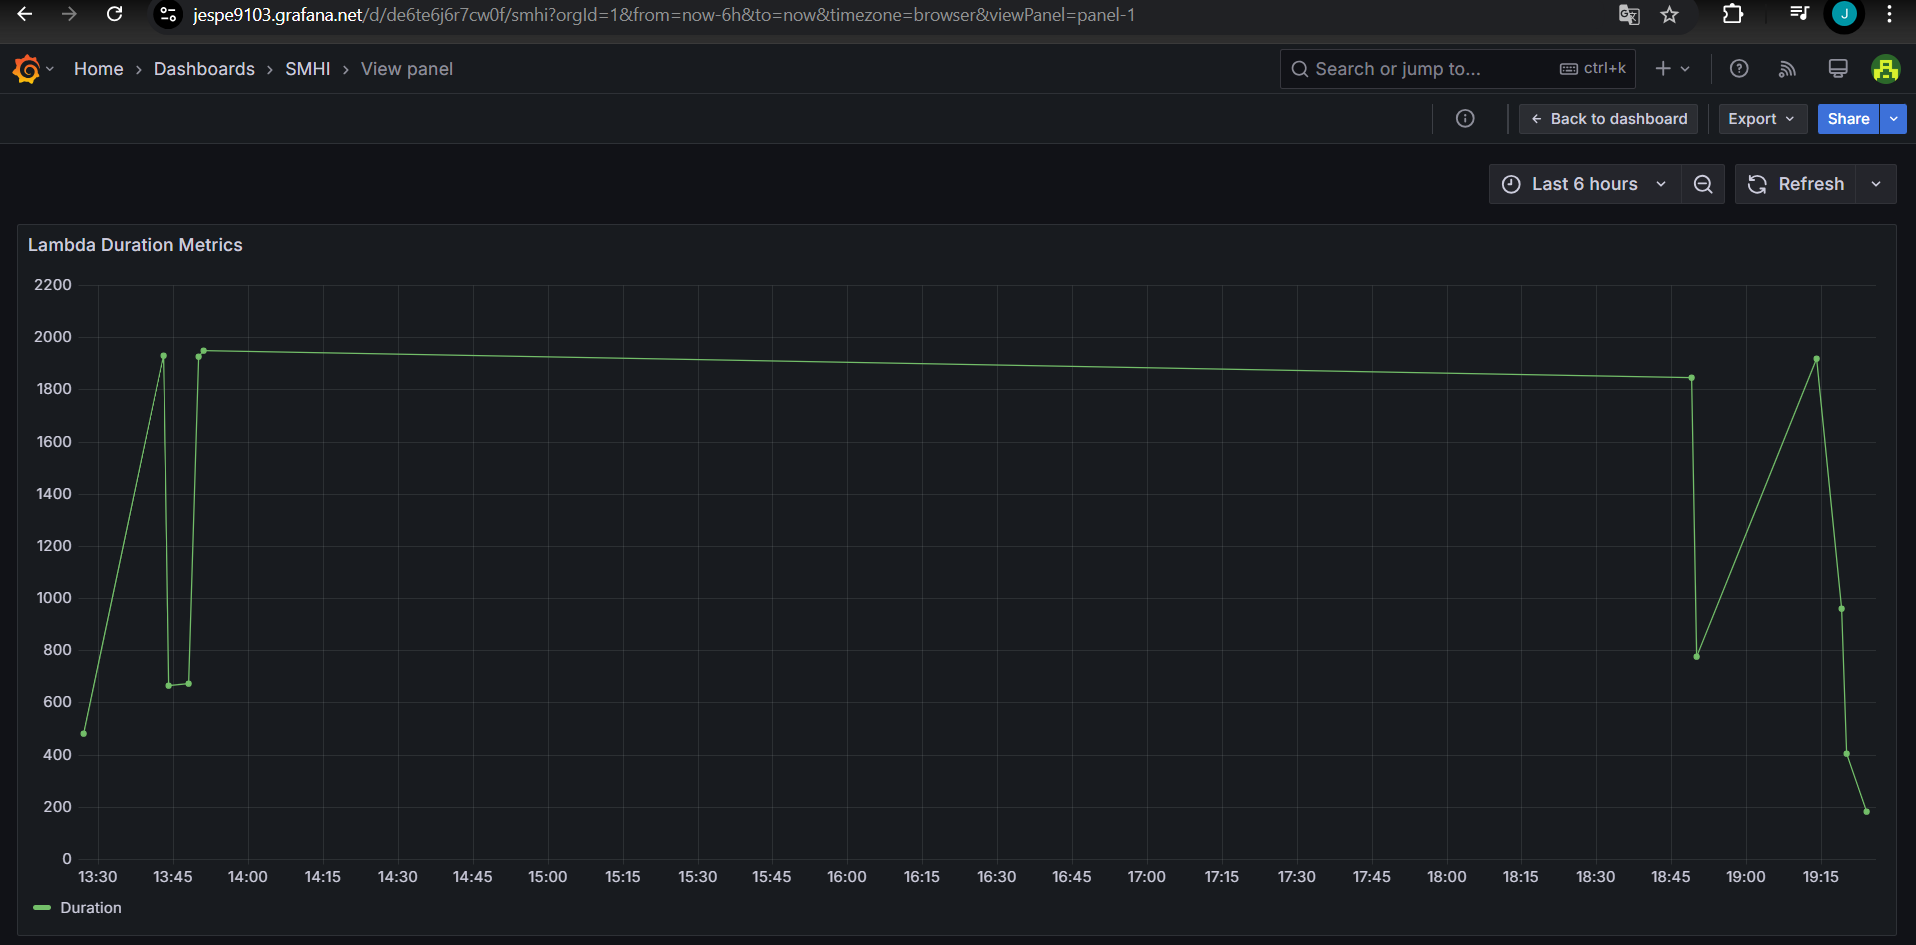 jespe9103.grafana.net/d/de6te6j6r7cw0f/smhi?orgId=1&from=now-6h&to=now&timezone=browser&viewPanel=panel-1
J
Home › Dashboards › SMHI › View panel
Search or jump to...
ctrl+k
Back to dashboard
Export
Share
Last 6 hours
Refresh
Lambda Duration Metrics
2200
2000
1800
1600
1400
1200
1000
800
600
400
200
0
13:30 13:45 14:00 14:15 14:30 14:45 15:00 15:15 15:30 15:45 16:00 16:15 16:30 16:45 17:00 17:15 17:30 17:45 18:00 18:15 18:30 18:45 19:00 19:15
Duration